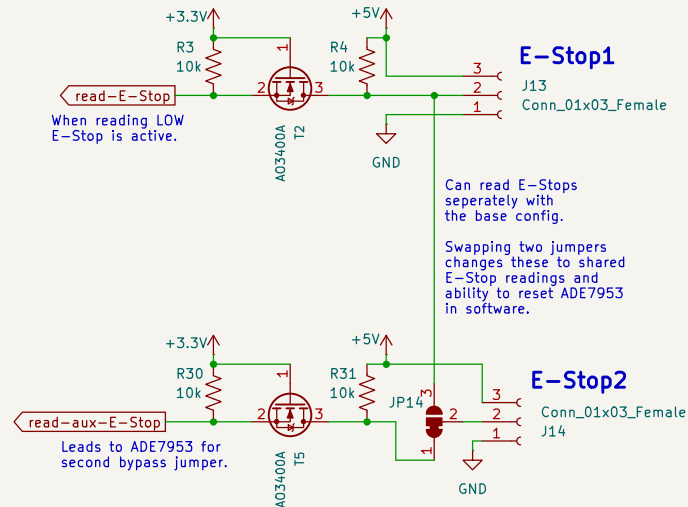 +3.3V
+5V
E-Stop1
R3
10k
1
R4
10k
3
J13
2
3
2
Conn_01x03_Female
read-E-Stop
1
When reading LOW
E-Stop is active.
AO3400A
T2
GND
Can read E-Stops
seperately with
the base config.
Swapping two jumpers
changes these to shared
E-Stop readings and
ability to reset ADE7953
in software.
+3.3V
+5V
E-Stop2
R30
10k
1
R31
10k
JP14
3
3
Conn_01x03_Female
read-aux-E-Stop
2
3
2
2
J14
1
1
Leads to ADE7953 for
second bypass jumper.
AO3400A
T5
GND